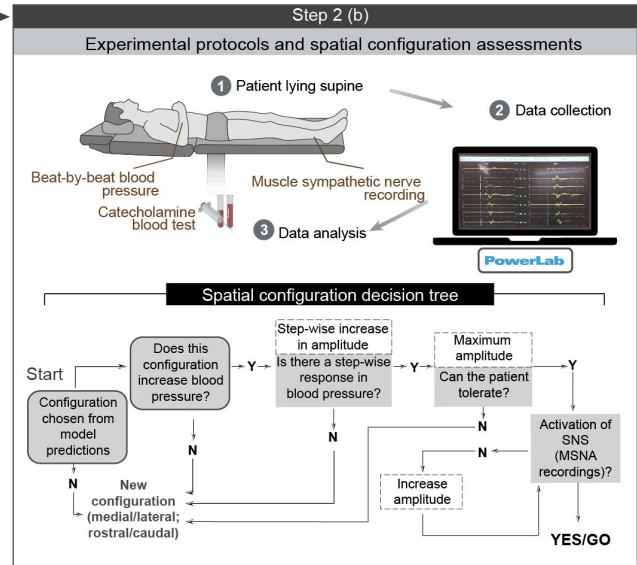 Step 2 (b)
Experimental protocols and spatial configuration assessments
1 Patient lying supine
2 Data collection
Beat-by-beat blood
pressure
Muscle sympathetic nerve
recording
Catecholamine
blood test
3 Data analysis
PowerLab
Spatial configuration decision tree
Start
Configuration
chosen from
model
predictions
N
Does this
configuration
increase blood
pressure?
Y
N
Step-wise increase
in amplitude
Is there a step-wise
response in
blood pressure?
Y
N
Maximum
amplitude
Can the patient
tolerate?
Y
N
Activation of
SNS
(MSNA
recordings)?
N
Increase
amplitude
New
configuration
(medial/lateral;
rostral/caudal)
YES/GO